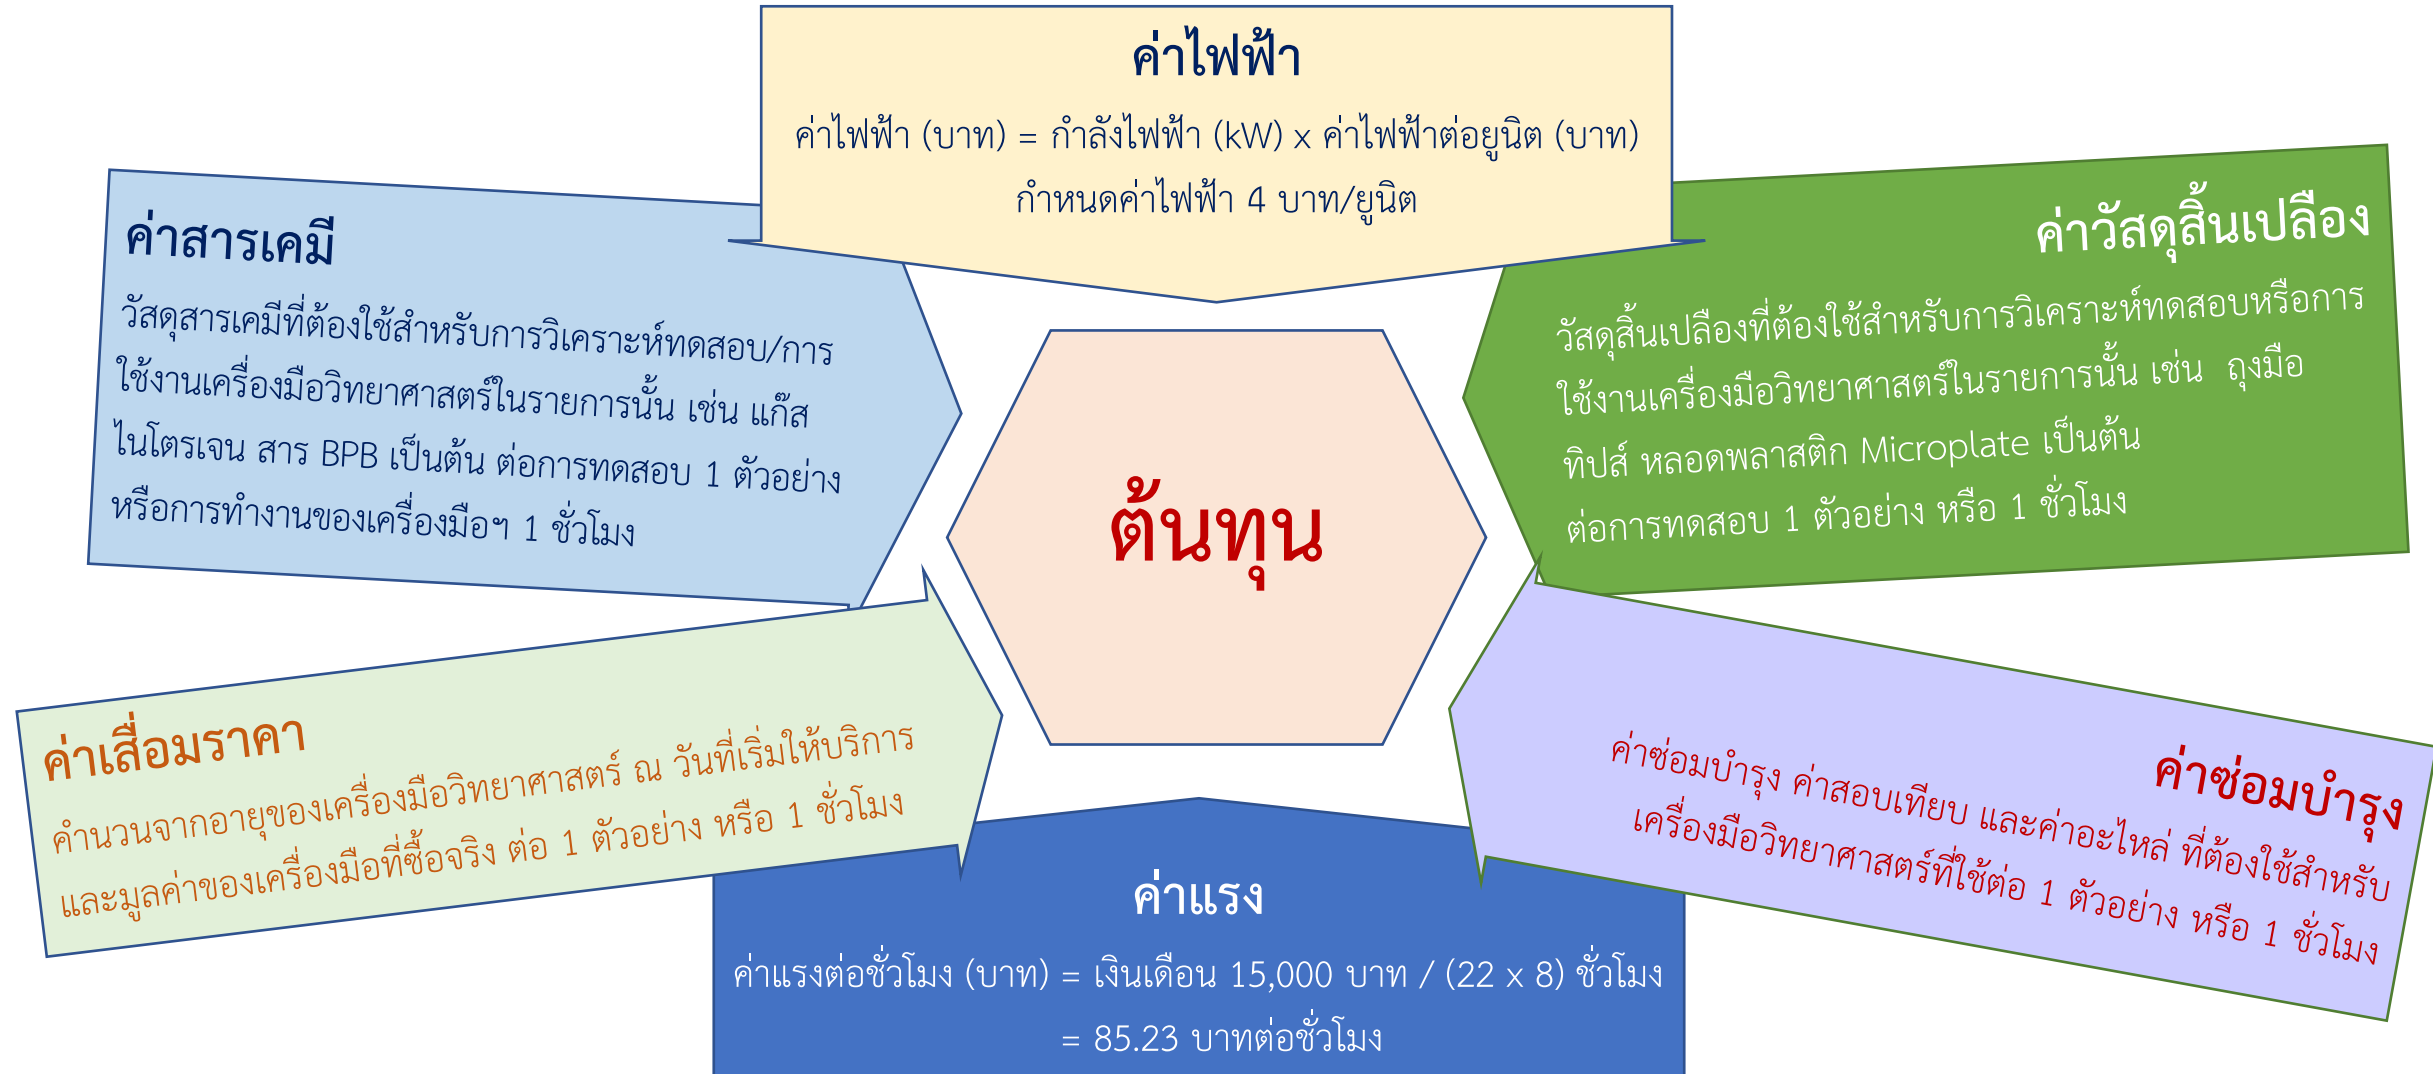 ค่าไฟฟ้า
ค่าไฟฟ้า (บาท) = กำลังไฟฟ้า (kW) x ค่าไฟฟ้าต่อยูนิต (บาท)
กำหนดค่าไฟฟ้า 4 บาท/ยูนิต
ค่าสารเคมี
วัสดุสารเคมีที่ต้องใช้สำหรับการวิเคราะห์ทดสอบ/การ
ใช้งานเครื่องมือวิทยาศาสตร์ในรายการนั้น เช่น แก๊ส
ไนโตรเจน สาร BPB เป็นต้น ต่อการทดสอบ 1 ตัวอย่าง
หรือการทำงานของเครื่องมือฯ 1 ชั่วโมง
ค่าวัสดุสิ้นเปลือง
วัสดุสิ้นเปลืองที่ต้องใช้สำหรับการวิเคราะห์ทดสอบหรือการ
ใช้งานเครื่องมือวิทยาศาสตร์ในรายการนั้น เช่น ถุงมือ
ทิปส์ หลอดพลาสติก Microplate เป็นต้น
ต่อการทดสอบ 1 ตัวอย่าง หรือ 1 ชั่วโมง
ต้นทุน
ค่าเสื่อมราคา
คำนวนจากอายุของเครื่องมือวิทยาศาสตร์ ณ วันที่เริ่มให้บริการ
และมูลค่าของเครื่องมือที่ซื้อจริง ต่อ 1 ตัวอย่าง หรือ 1 ชั่วโมง
ค่าซ่อมบำรุง
ค่าซ่อมบำรุง ค่าสอบเทียบ และค่าอะไหล่ ที่ต้องใช้สำหรับ
เครื่องมือวิทยาศาสตร์ที่ใช้ต่อ 1 ตัวอย่าง หรือ 1 ชั่วโมง
ค่าแรง
ค่าแรงต่อชั่วโมง (บาท) = เงินเดือน 15,000 บาท / (22 x 8) ชั่วโมง
= 85.23 บาทต่อชั่วโมง